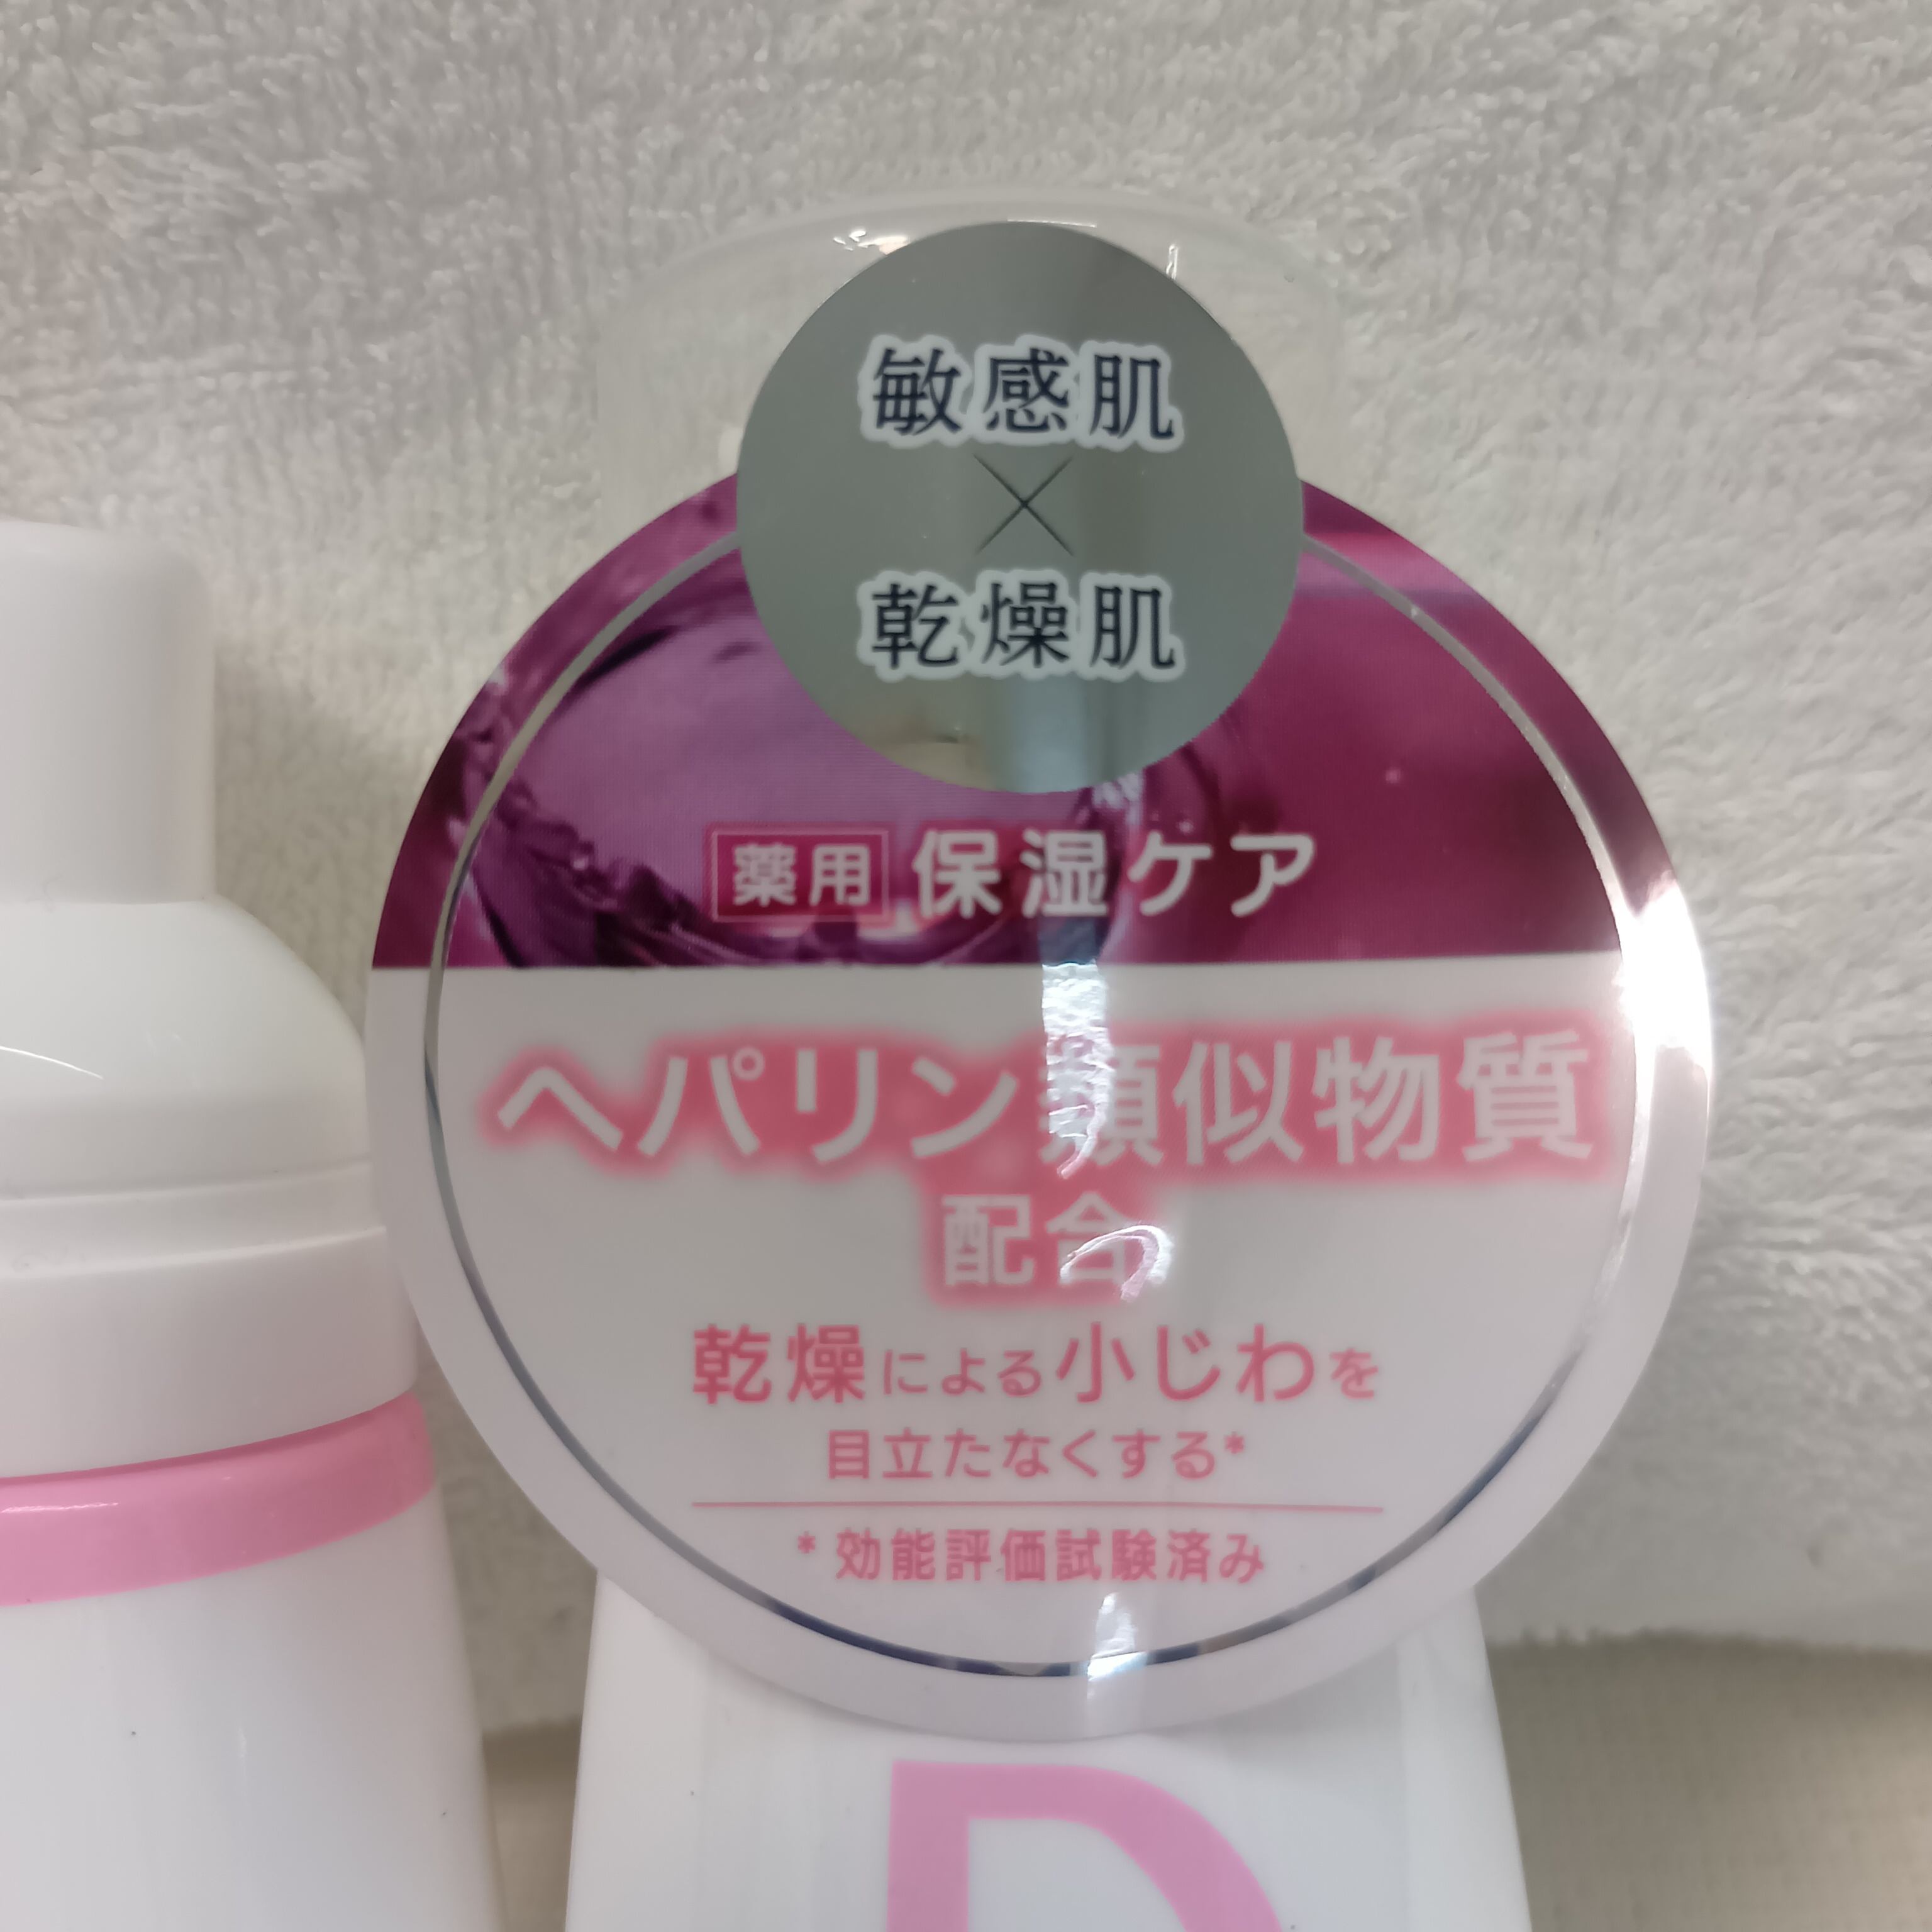 敏感肌
×
乾燥肌
薬用 保湿ケア
ヘパリン類似物質
配合
乾燥による小じわを
目立たなくする*
*効能評価試験済み
D